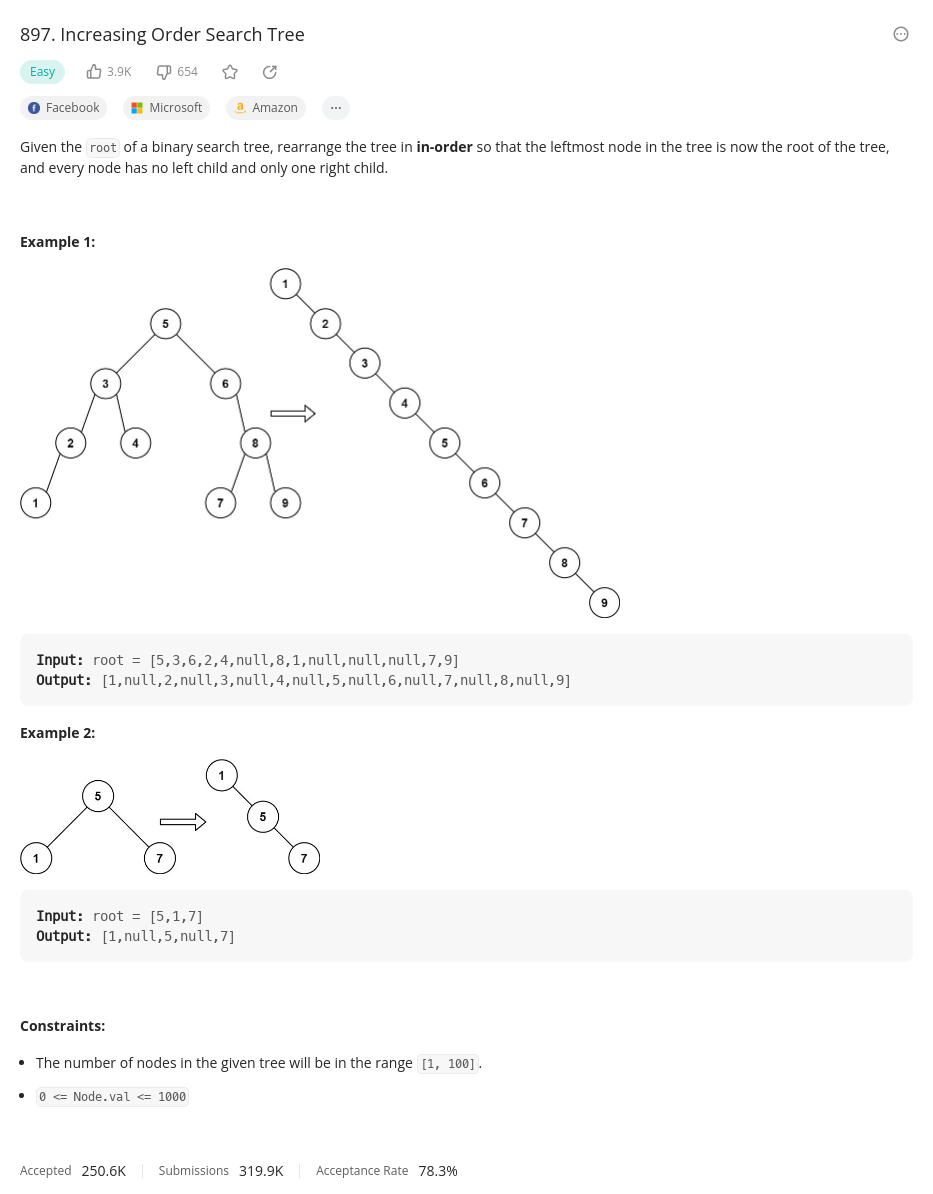 897. Increasing Order Search Tree
Easy 3.9K 654
Facebook Microsoft Amazon ...
Given the root of a binary search tree, rearrange the tree in in-order so that the leftmost node in the tree is now the root of the tree,
and every node has no left child and only one right child.
Example 1:
1
5 2
3 6 3
4
2 4 8 5
1 7 9 6
7
8
9
Input: root = [5,3,6,2,4,null,8,1,null,null,null,7,9]
Output: [1,null,2,null,3,null,4,null,5,null,6,null,7,null,8,null,9]
Example 2:
1
5 5
1 7 7
Input: root = [5,1,7]
Output: [1,null,5,null,7]
Constraints:
• The number of nodes in the given tree will be in the range [1, 100].
• 0 <= Node.val <= 1000
Accepted 250.6K Submissions 319.9K Acceptance Rate 78.3%